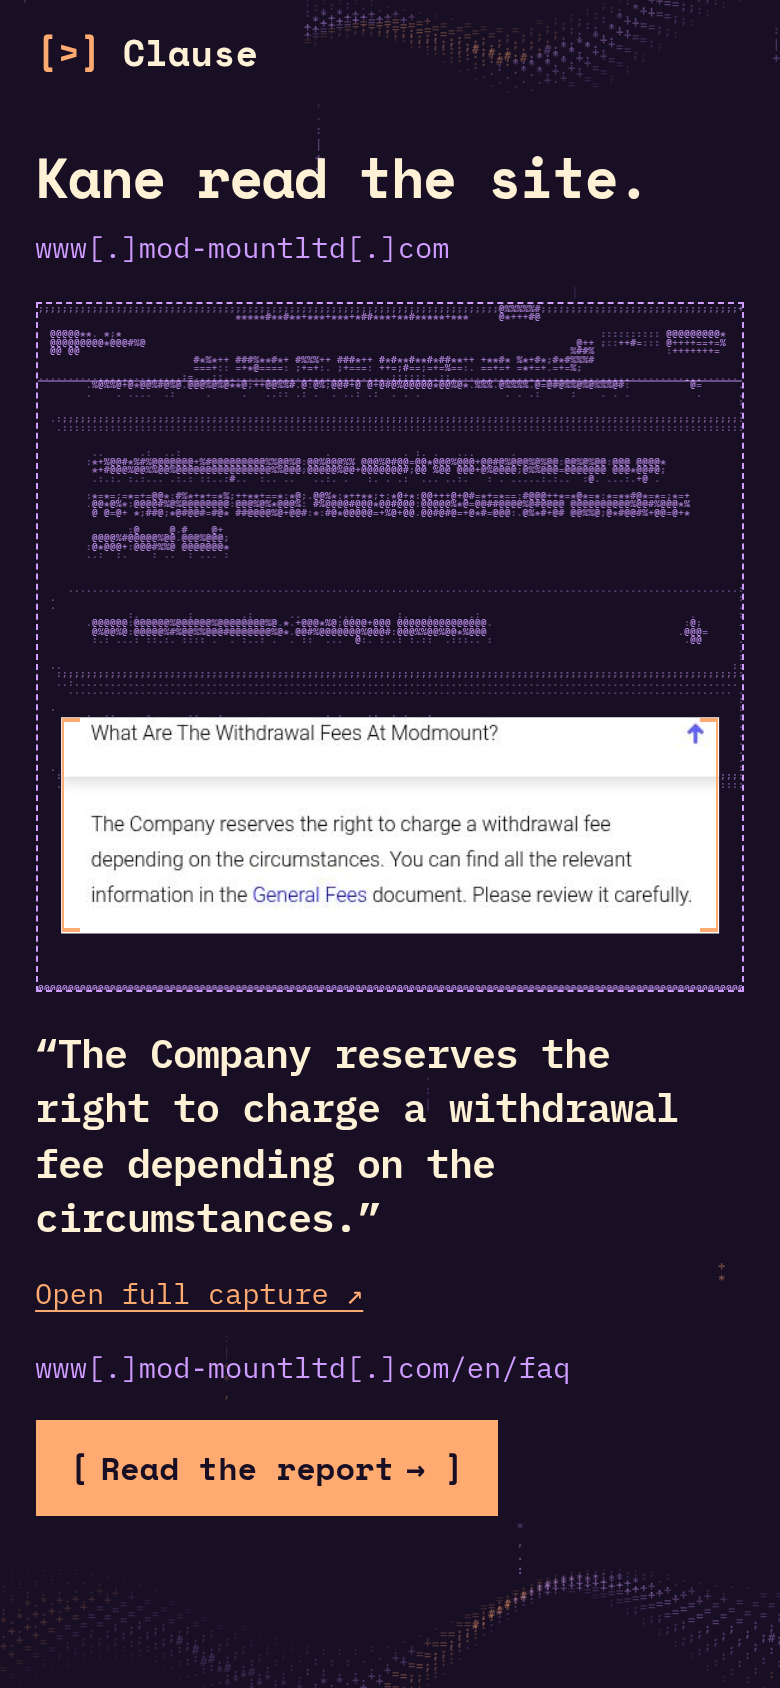 [>] Clause
Kane read the site.
www[.]mod-mountltd[.]com
What Are The Withdrawal Fees At Modmount?
The Company reserves the right to charge a withdrawal fee
depending on the circumstances. You can find all the relevant
information in the General Fees document. Please review it carefully.
“The Company reserves the
right to charge a withdrawal
fee depending on the
circumstances.”
Open full capture ↗
www[.]mod-mountltd[.]com/en/faq
[ Read the report → ]